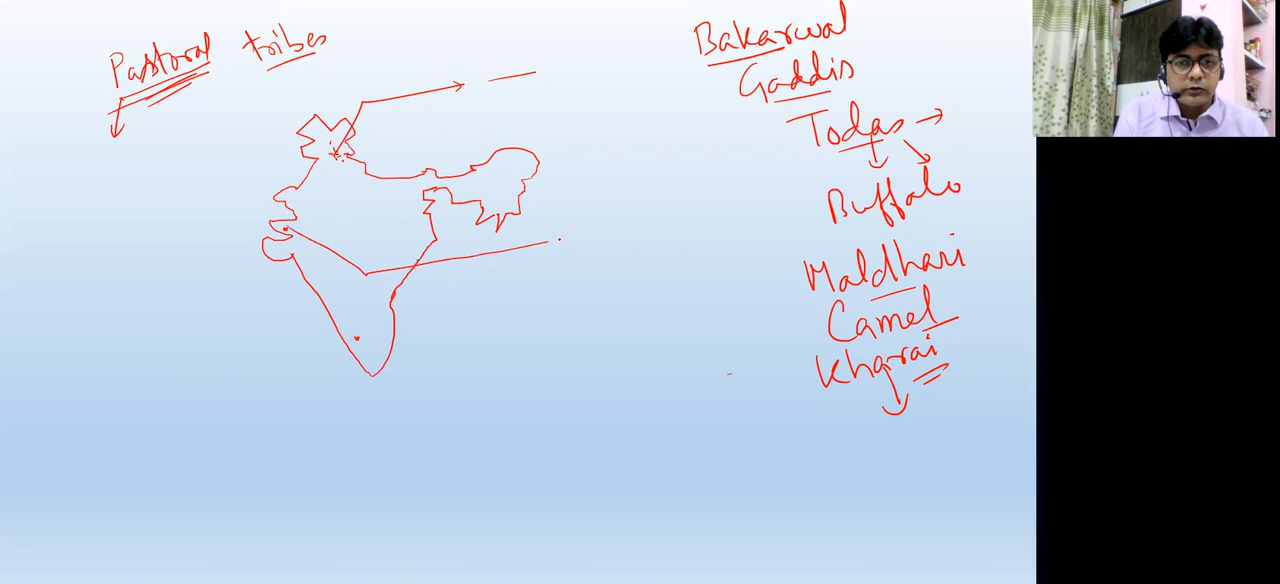 Pastoral tribes
Bakarwal
Gaddis
Todas
Buffalo
Maldhari
Camel
Kharai